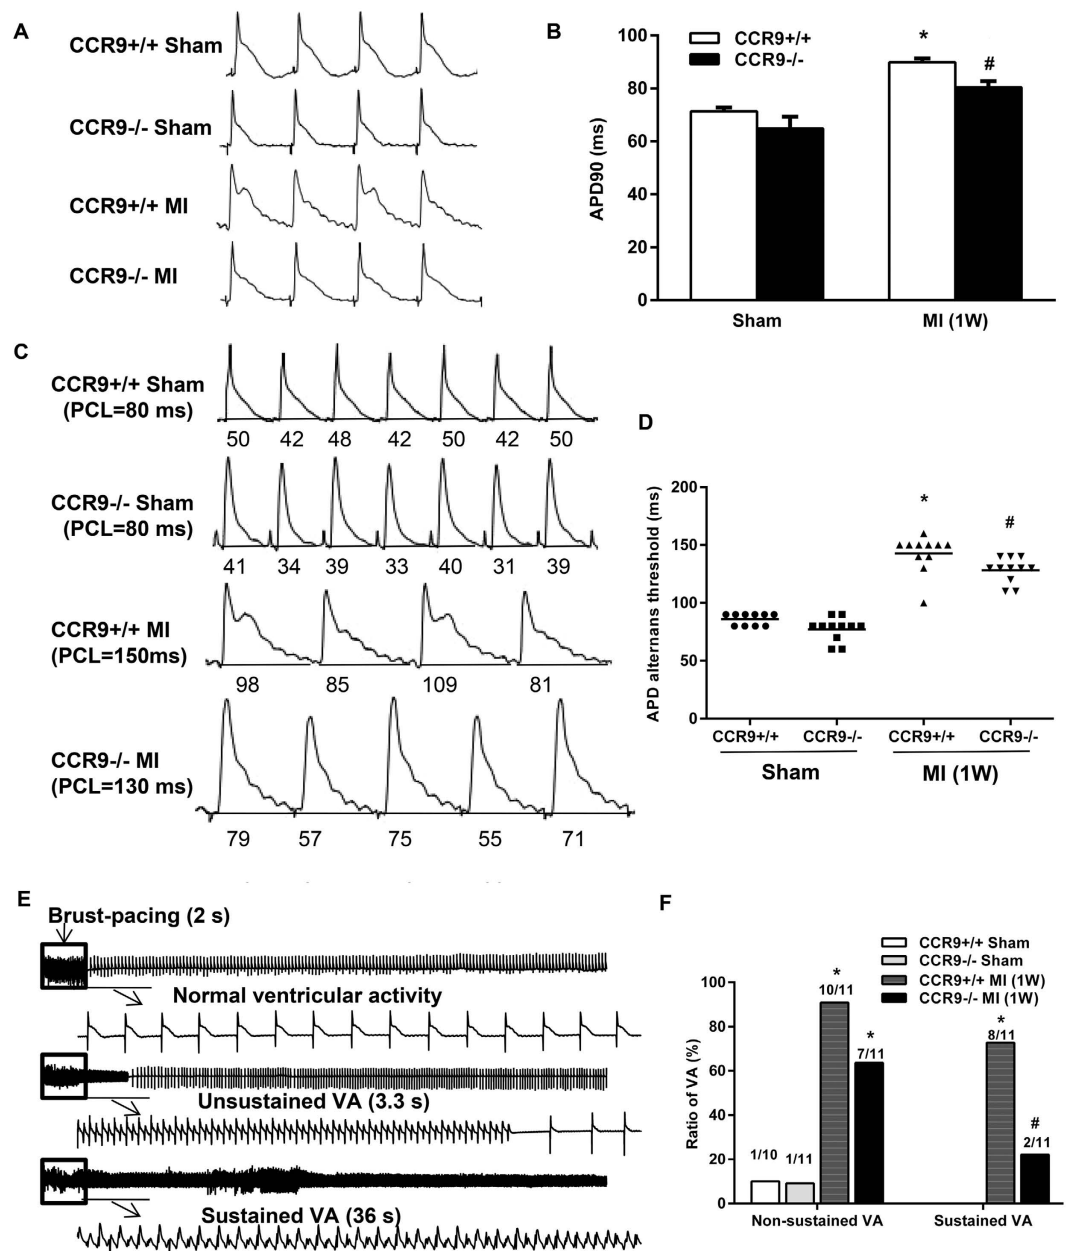 A
CCR9+/+ Sham
CCR9-/- Sham
CCR9+/+ MI
CCR9-/- MI
B
CCR9+/+
CCR9-/-
*
#
100
80
60
40
20
0
APD90 (ms)
Sham
MI (1W)
C
CCR9+/+ Sham
(PCL=80 ms)
50 42 48 42 50 42 50
CCR9-/- Sham
(PCL=80 ms)
41 34 39 33 40 31 39
CCR9+/+ MI
(PCL=150ms)
98 85 109 81
CCR9-/- MI
(PCL=130 ms)
79 57 75 55 71
D
200
150
100
50
0
APD alternans threshold (ms)
*
#
CCR9+/+ CCR9-/- CCR9+/+ CCR9-/-
Sham MI (1W)
E
Brust-pacing (2 s)
Normal ventricular activity
Unsustained VA (3.3 s)
Sustained VA (36 s)
F
CCR9+/+ Sham
CCR9-/- Sham
CCR9+/+ MI (1W)
CCR9-/- MI (1W)
100
80
60
40
20
0
Ratio of VA (%)
1/10
1/11
*
10/11
*
7/11
*
8/11
#
2/11
Non-sustained VA Sustained VA